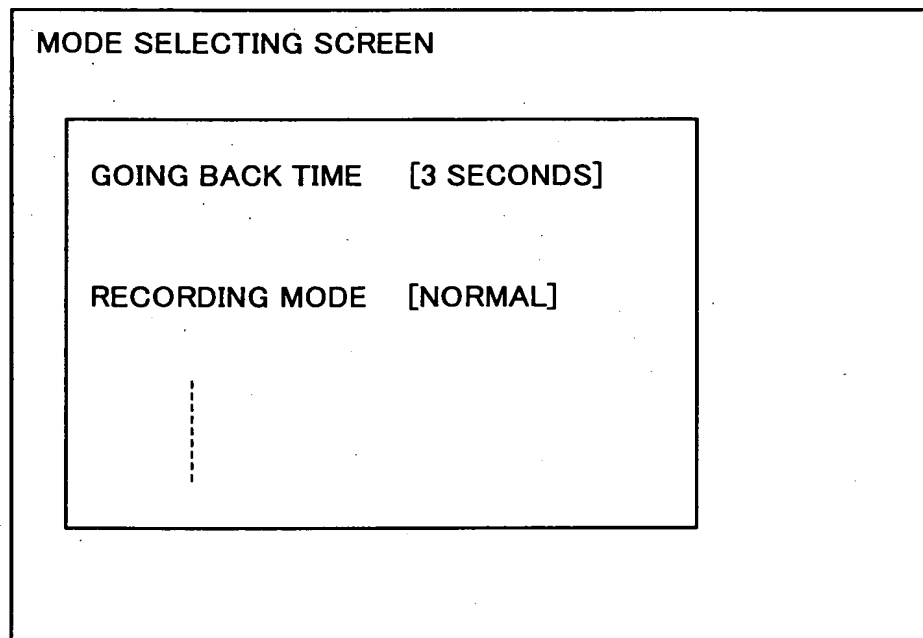 MODE SELECTING SCREEN
GOING BACK TIME [3 SECONDS]
RECORDING MODE [NORMAL]